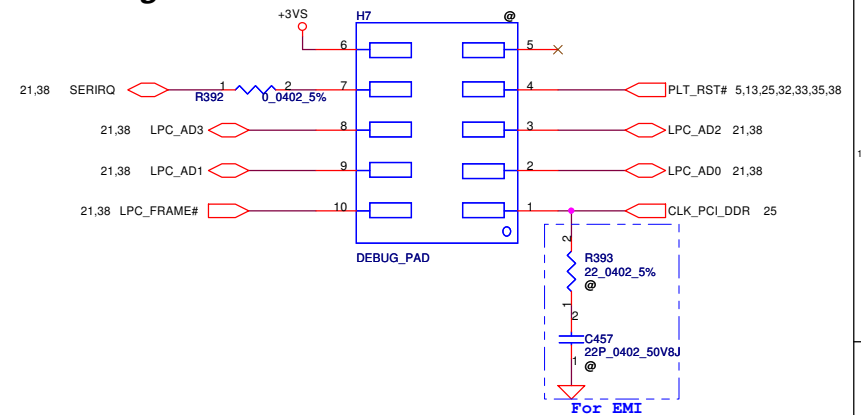 +3VS
H7
@
6
5
21,38
SERIRQ
1
2
7
4
PLT_RST#
5,13,25,32,33,35,38
R392
0_0402_5%
21,38
LPC_AD3
8
3
LPC_AD2
21,38
1
21,38
LPC_AD1
9
2
LPC_AD0
21,38
21,38
LPC_FRAME#
10
1
CLK_PCI_DDR
25
DEBUG_PAD
2
R393
22_0402_5%
@
1
2
C457
22P_0402_50V8J
1
@
For EMI